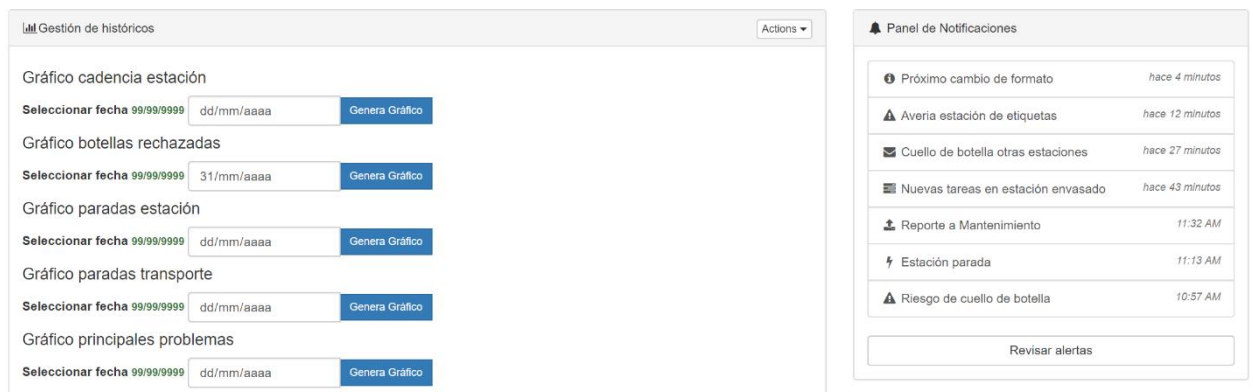 Gestión de históricos
Actions
Gráfico cadencia estación
Seleccionar fecha 99/99/9999 dd/mm/aaaa Genera Gráfico
Gráfico botellas rechazadas
Seleccionar fecha 99/99/9999 31/mm/aaaa Genera Gráfico
Gráfico paradas estación
Seleccionar fecha 99/99/9999 dd/mm/aaaa Genera Gráfico
Gráfico paradas transporte
Seleccionar fecha 99/99/9999 dd/mm/aaaa Genera Gráfico
Gráfico principales problemas
Seleccionar fecha 99/99/9999 dd/mm/aaaa Genera Gráfico
Panel de Notificaciones
Próximo cambio de formato hace 4 minutos
Averia estación de etiquetas hace 12 minutos
Cuello de botella otras estaciones hace 27 minutos
Nuevas tareas en estación envasado hace 43 minutos
Reporte a Mantenimiento 11:32 AM
Estación parada 11:13 AM
Riesgo de cuello de botella 10:57 AM
Revisar alertas